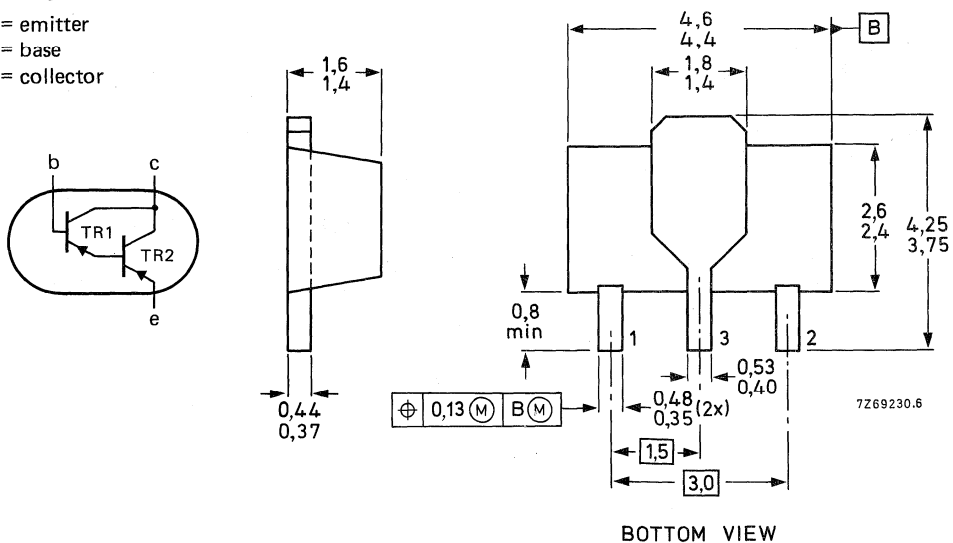 = emitter
= base
= collector
b
c
TR1
TR2
e
1,6
1,4
0,44
0,37
4,6
4,4
B
1,8
1,4
2,6
2,4
4,25
3,75
0,8
min
1
3
2
0,53
0,40
⌖ 0,13 Ⓜ B Ⓜ
0,48
0,35 (2x)
1,5
3,0
7Z69230.6
BOTTOM VIEW